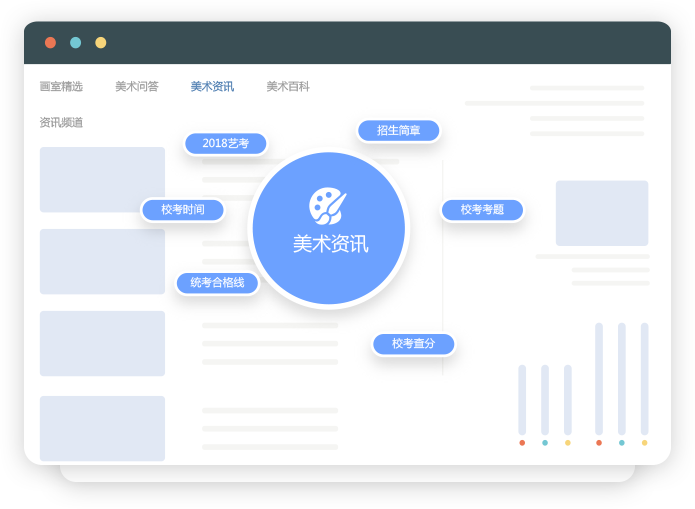 画室精选
美术问答
美术资讯
美术百科
资讯频道
2018艺考
招生简章
校考时间
校考考题
美术资讯
统考合格线
校考查分